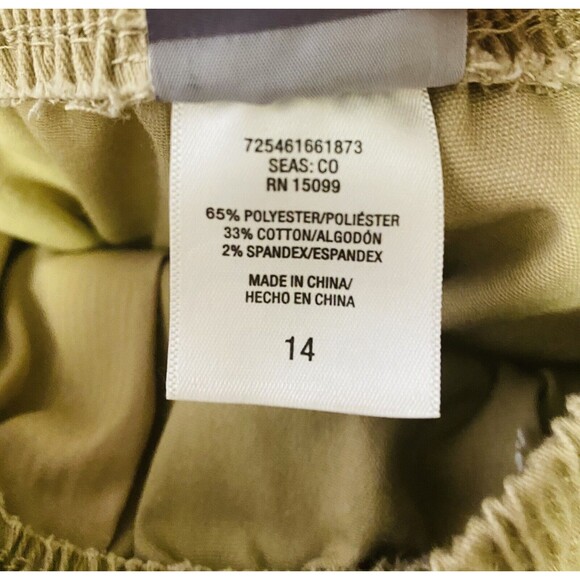 725461661873
SEAS: CO
RN 15099
65% POLYESTER/POLIÉSTER
33% COTTON/ALGODÓN
2% SPANDEX/ESPANDEX
MADE IN CHINA/
HECHO EN CHINA
14